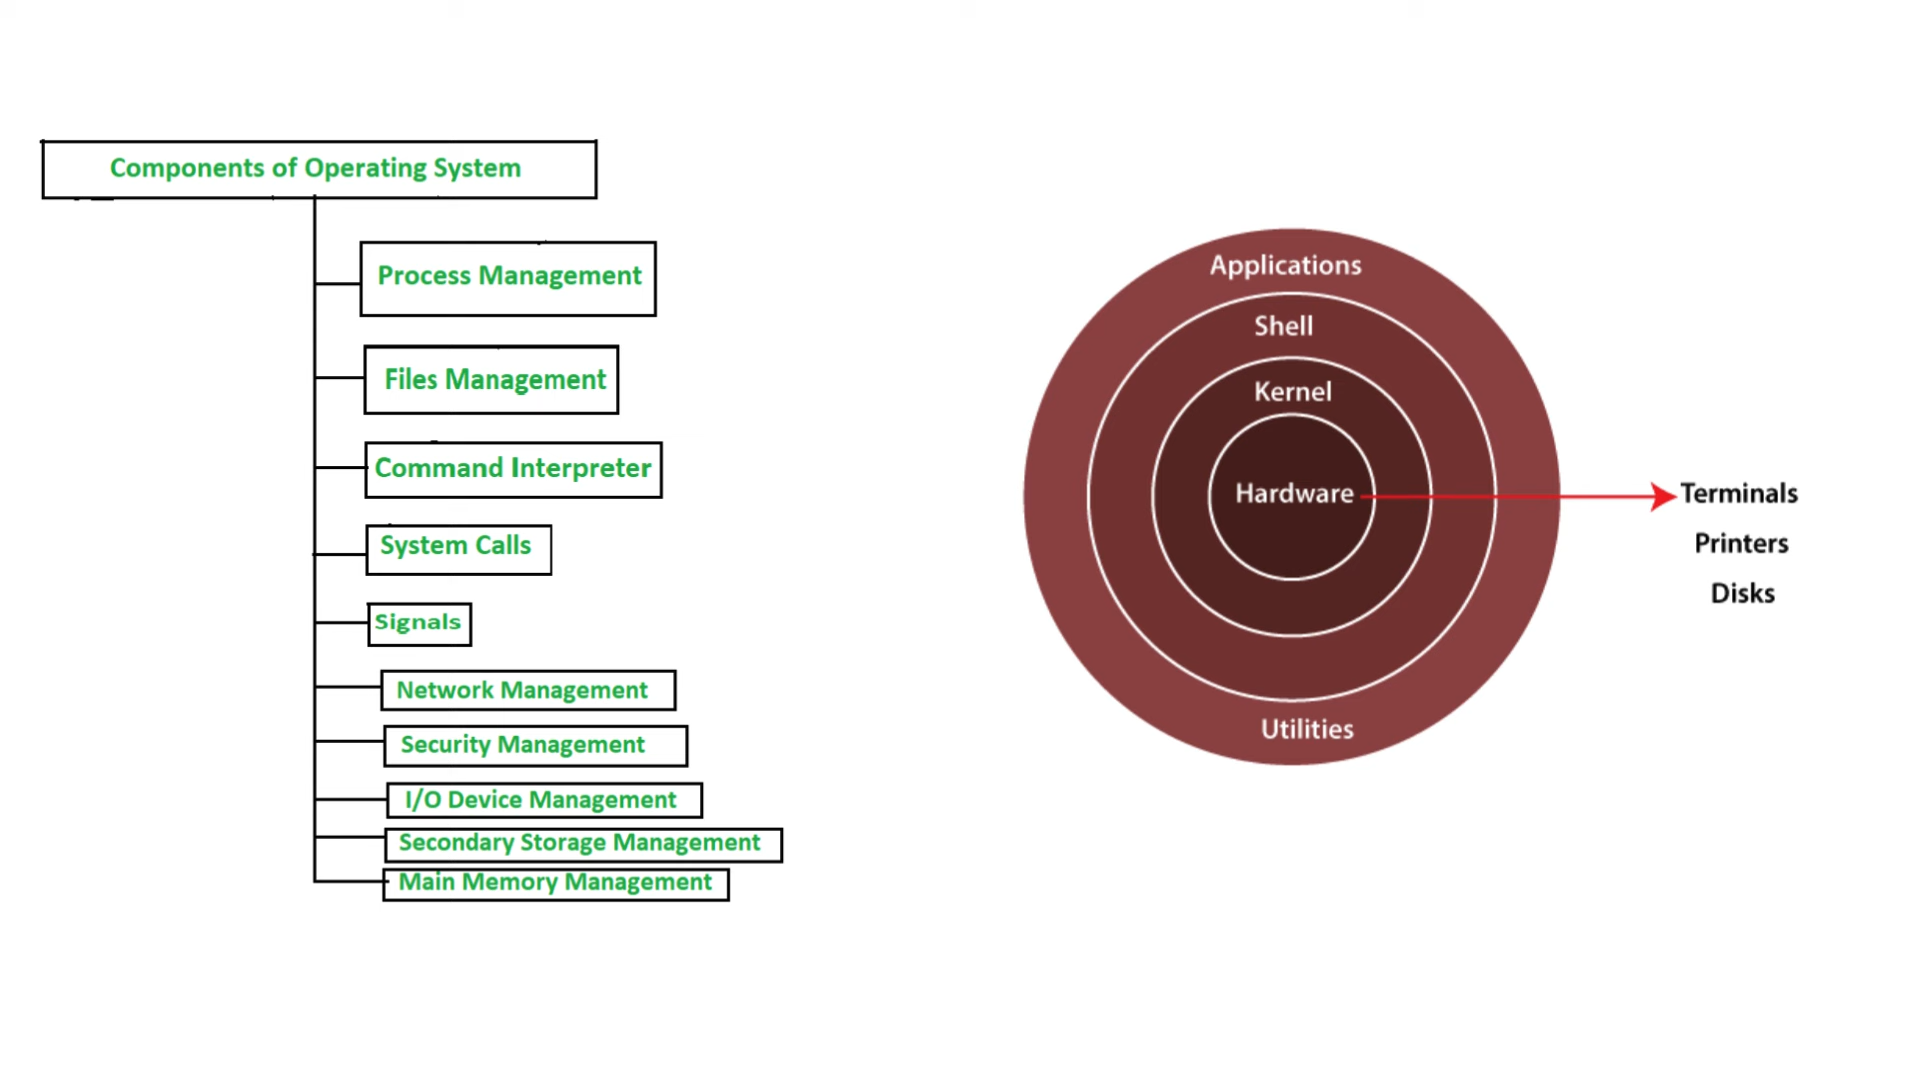 Components of Operating System
Process Management
Files Management
Command Interpreter
System Calls
Signals
Network Management
Security Management
I/O Device Management
Secondary Storage Management
Main Memory Management
Applications
Shell
Kernel
Hardware
Utilities
Terminals
Printers
Disks